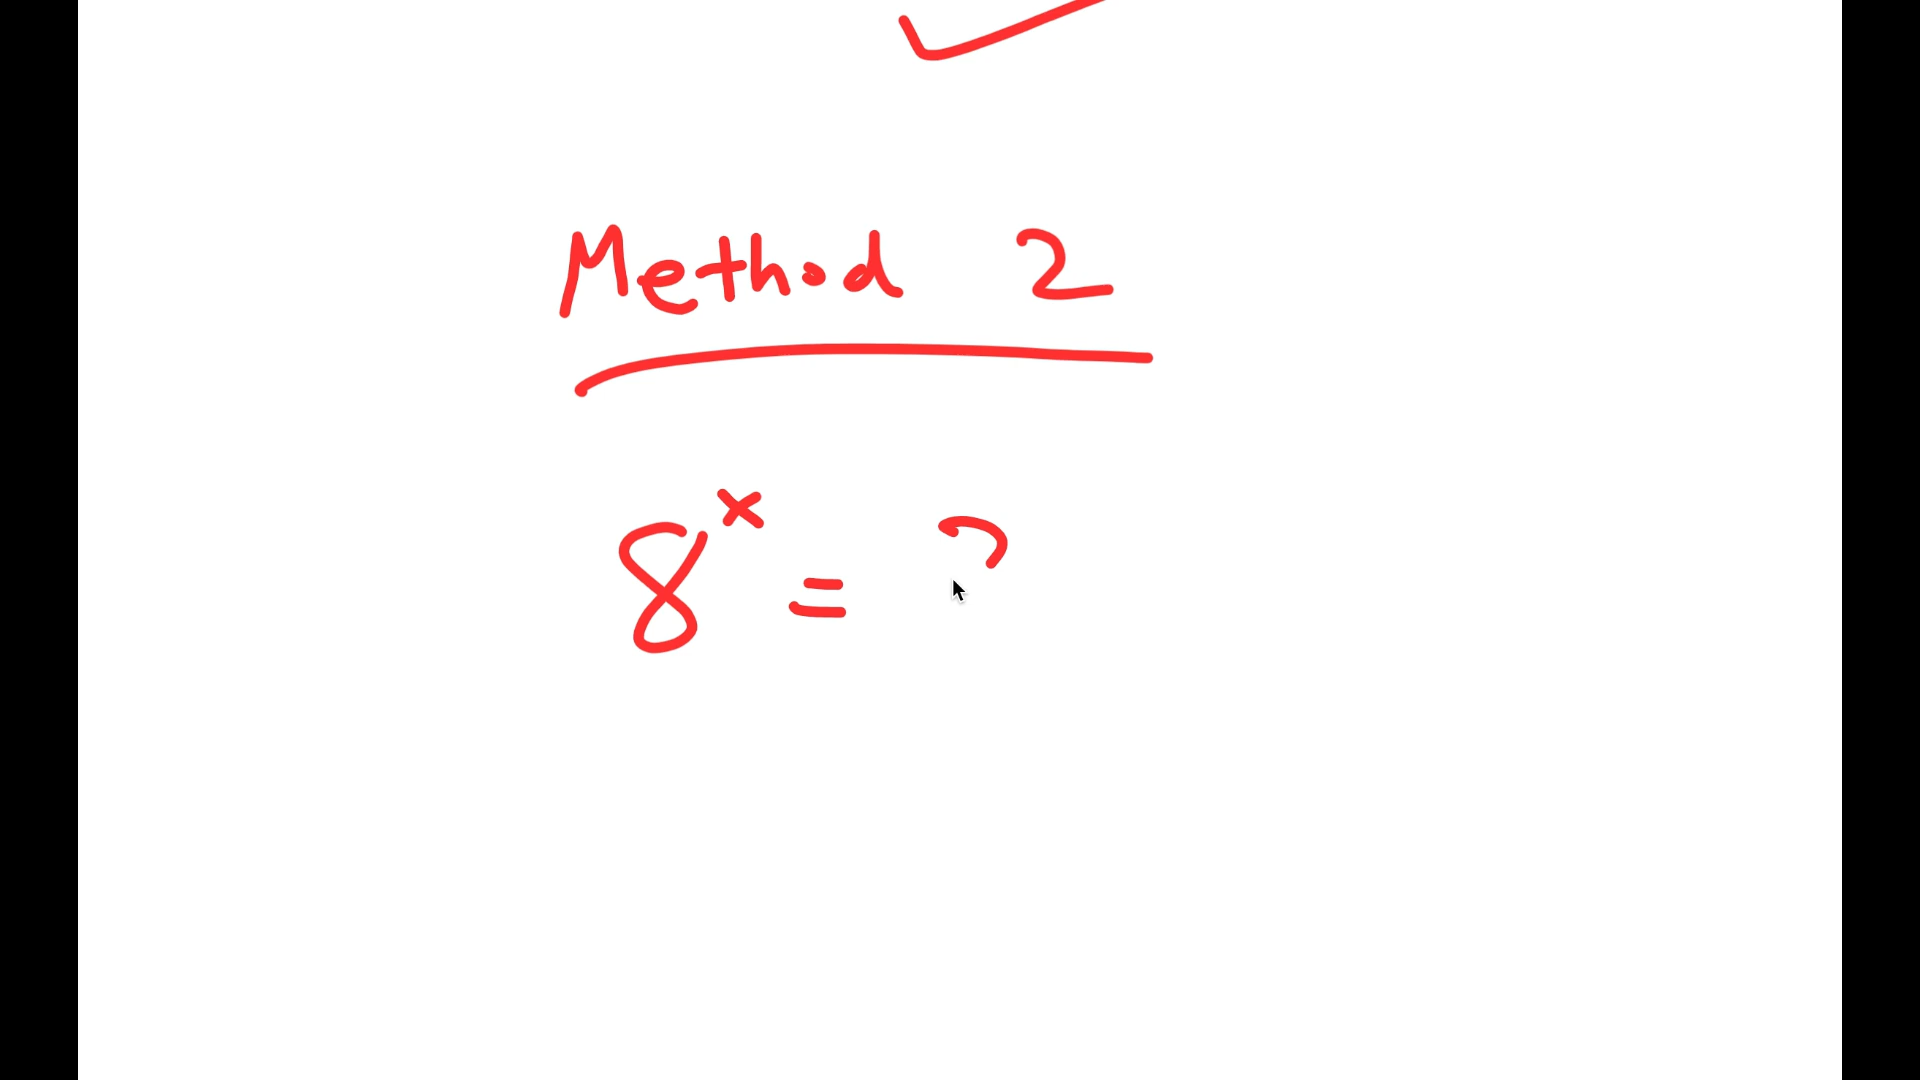 Method 2
8^x =